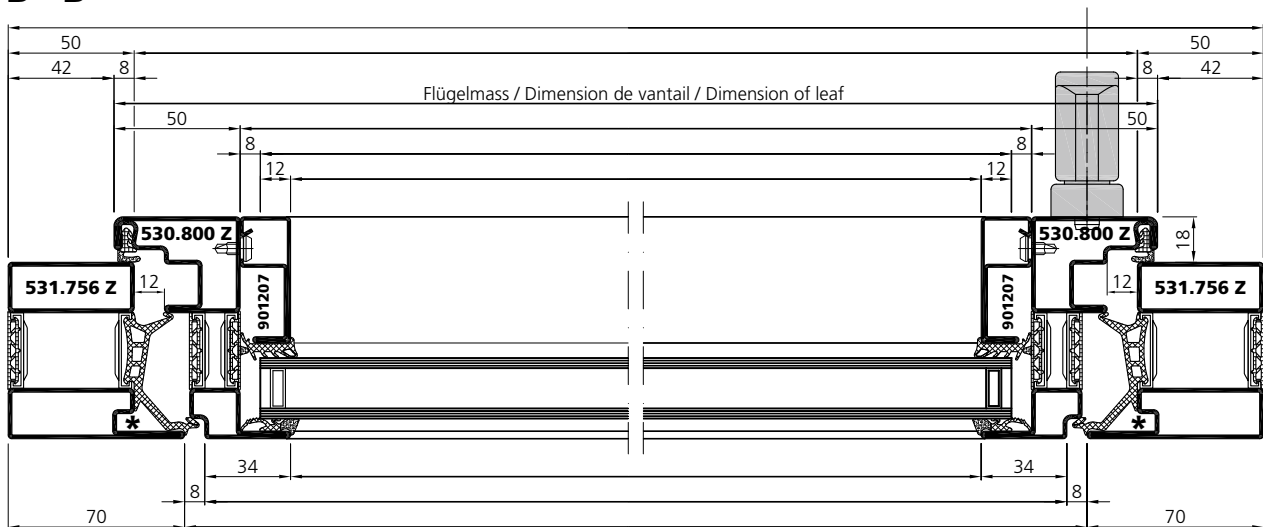 50 50
42 8 8 42
Flügelmass / Dimension de vantail / Dimension of leaf
50 50
8 8
12 12
530.800 Z 530.800 Z
18
531.756 Z 12 901207 901207 12 531.756 Z
* *
34 34
8 8
70 70